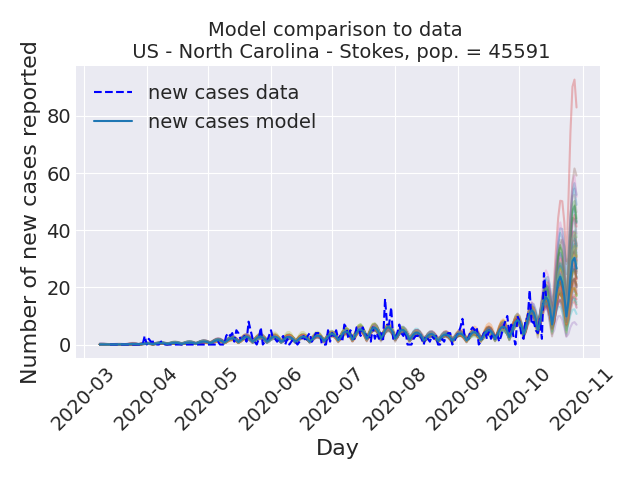 Model comparison to data
US - North Carolina - Stokes, pop. = 45591
Number of new cases reported
new cases data
new cases model
80
60
40
20
0
2020-03
2020-04
2020-05
2020-06
2020-07
2020-08
2020-09
2020-10
2020-11
Day